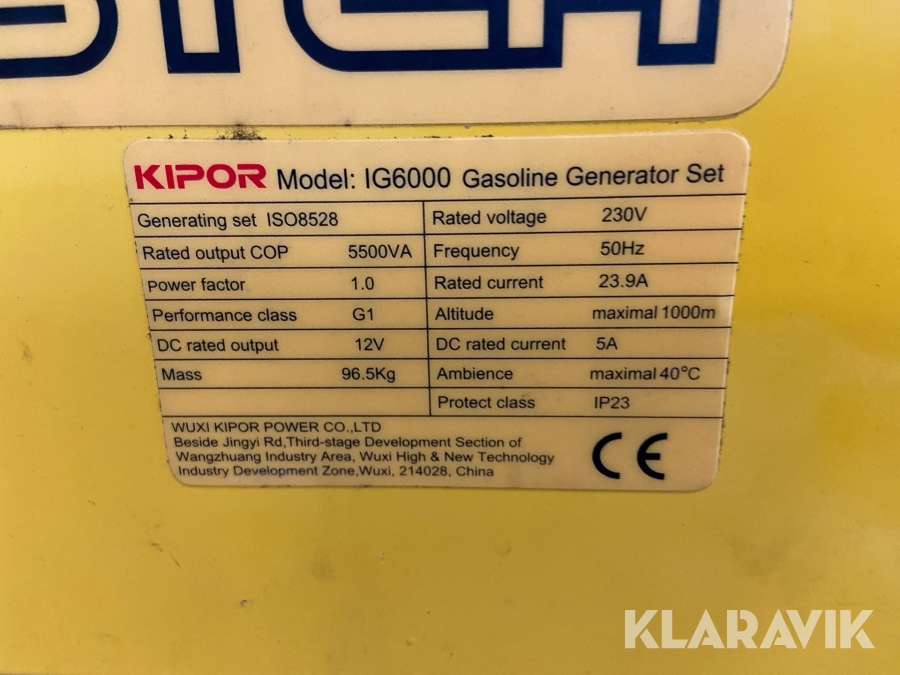 KIPOR Model: IG6000 Gasoline Generator Set
Generating set ISO8528
Rated voltage 230V
Rated output COP 5500VA
Frequency 50Hz
Power factor 1.0
Rated current 23.9A
Performance class G1
Altitude maximal 1000m
DC rated output 12V
DC rated current 5A
Mass 96.5Kg
Ambience maximal 40°C
Protect class IP23
WUXI KIPOR POWER CO.,LTD
Beside Jingyi Rd,Third-stage Development Section of
Wangzhuang Industry Area, Wuxi High & New Technology
Industry Development Zone,Wuxi, 214028, China
CE
KLARAVIK